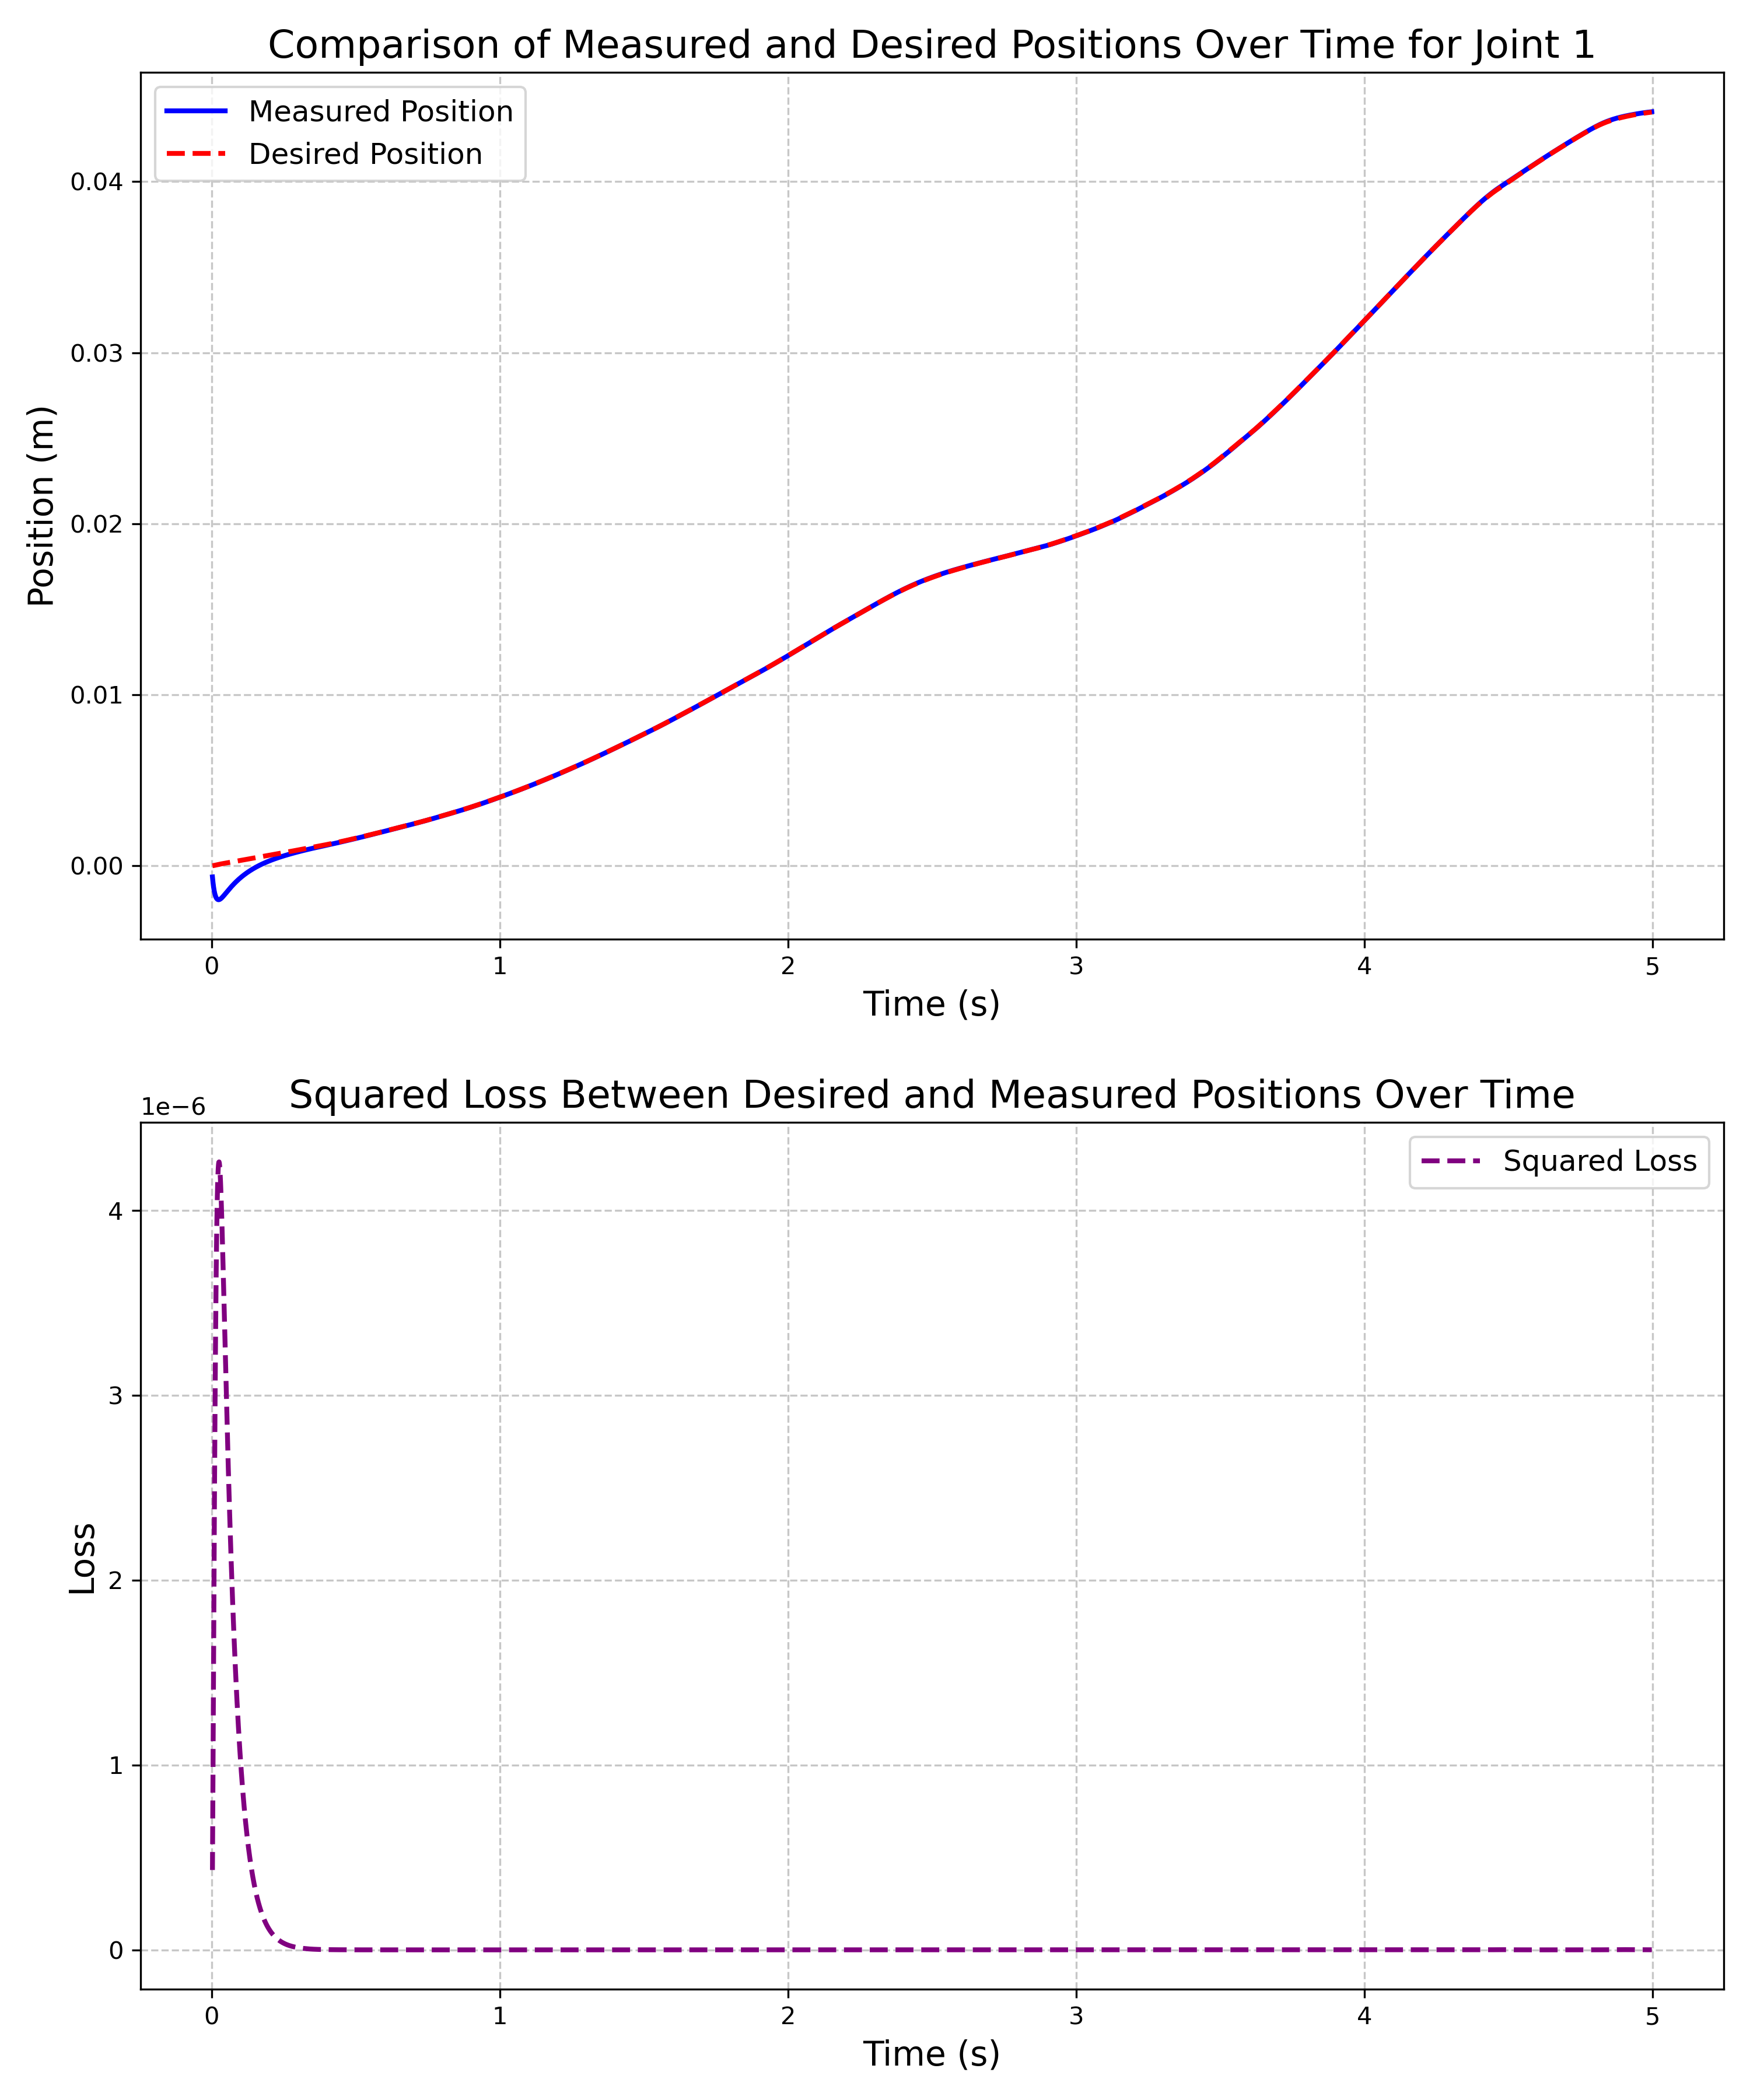 Comparison of Measured and Desired Positions Over Time for Joint 1
Measured Position
Desired Position
Position (m)
0.04
0.03
0.02
0.01
0.00
0 1 2 3 4 5
Time (s)
Squared Loss Between Desired and Measured Positions Over Time
1e−6
Squared Loss
Loss
4
3
2
1
0
0 1 2 3 4 5
Time (s)